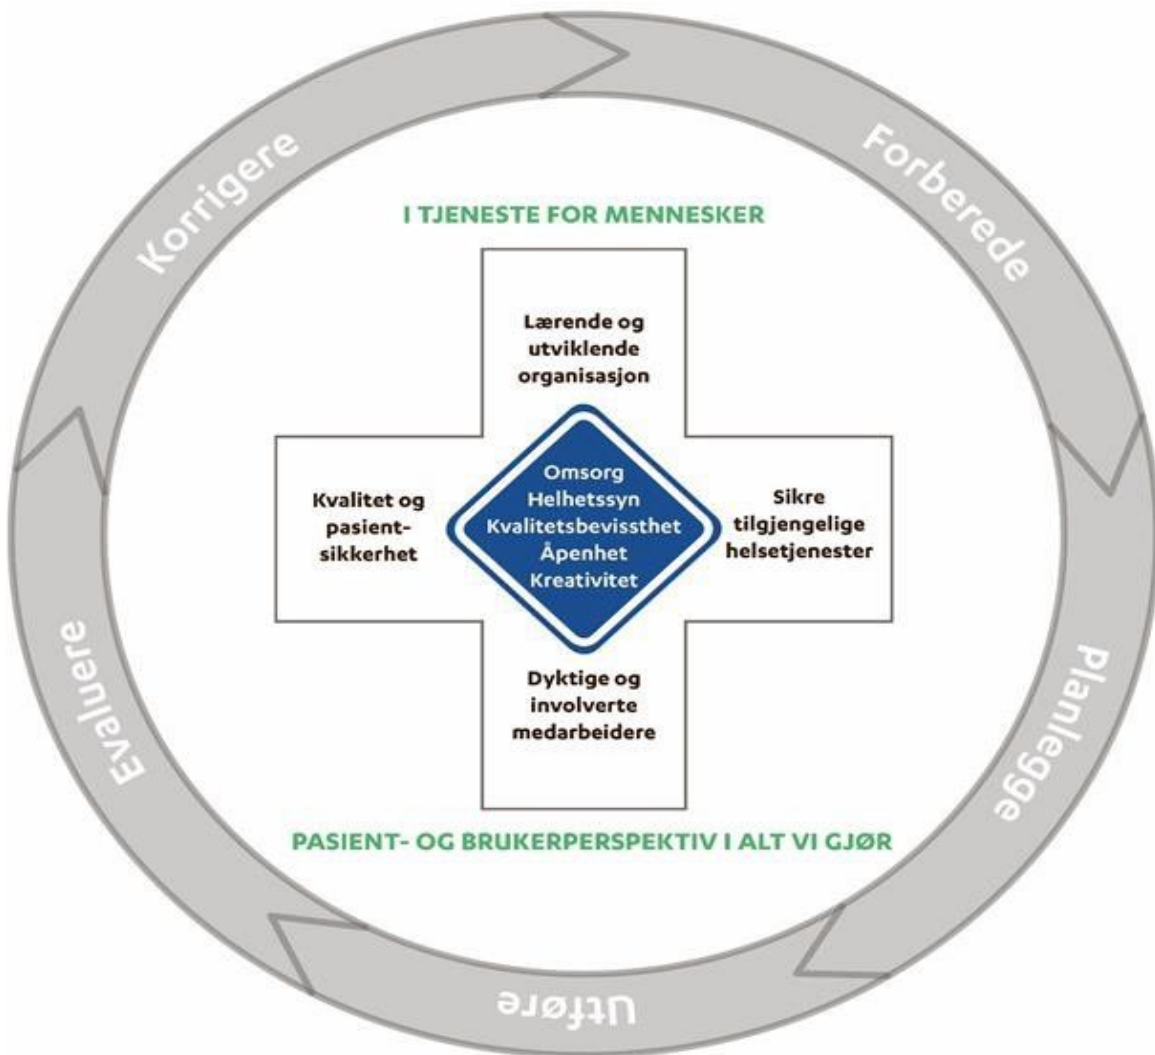 Korrigere
Forberede
I TJENESTE FOR MENNESKER
Lærende og
utviklende
organisasjon
Kvalitet og
pasient-
sikkerhet
Omsorg
Helhetssyn
Kvalitetsbevissthet
Åpenhet
Kreativitet
Sikre
tilgjengelige
helsetjenester
Dyktige og
involverte
medarbeidere
PASIENT- OG BRUKERPERSPEKTIV I ALT VI GJØR
Planlegge
Utføre
Evaluere